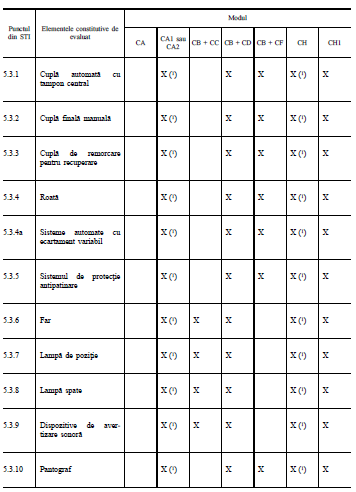 Punctul
din STI
Elementele constitutive de
evaluat
Modul
CA
CA1 sau
CA2
CB + CC
CB + CD
CB + CF
CH
CH1
5.3.1 Cuplă automată cu X (¹) X X X (¹) X
tampon central
5.3.2 Cuplă finală manuală X (¹) X X X (¹) X
5.3.3 Cuplă de remorcare X (¹) X X X (¹) X
pentru recuperare
5.3.4 Roată X (¹) X X X (¹) X
5.3.4a Sisteme automate cu X (¹) X X X (¹) X
ecartament variabil
5.3.5 Sistemul de protecție X (¹) X X X (¹) X
antipatinare
5.3.6 Far X (¹) X X X (¹) X
5.3.7 Lampă de poziție X (¹) X X X (¹) X
5.3.8 Lampă spate X (¹) X X X (¹) X
5.3.9 Dispozitive de aver- X (¹) X X X (¹) X
tizare sonoră
5.3.10 Pantograf X (¹) X X X (¹) X